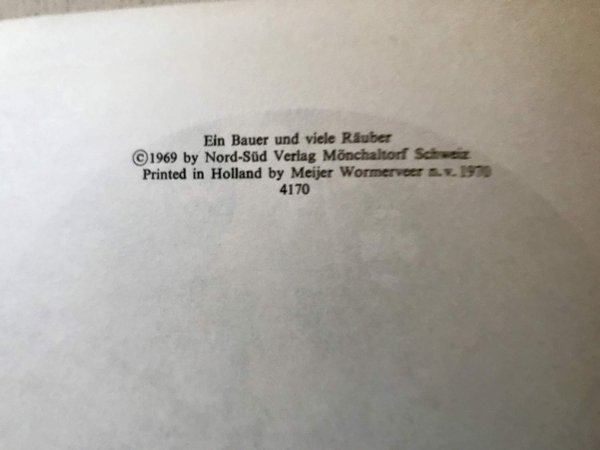 Ein Bauer und viele Räuber
©1969 by Nord-Süd Verlag Mönchaltorf Schweiz
Printed in Holland by Meijer Wormerveer n.v. 1970
4170